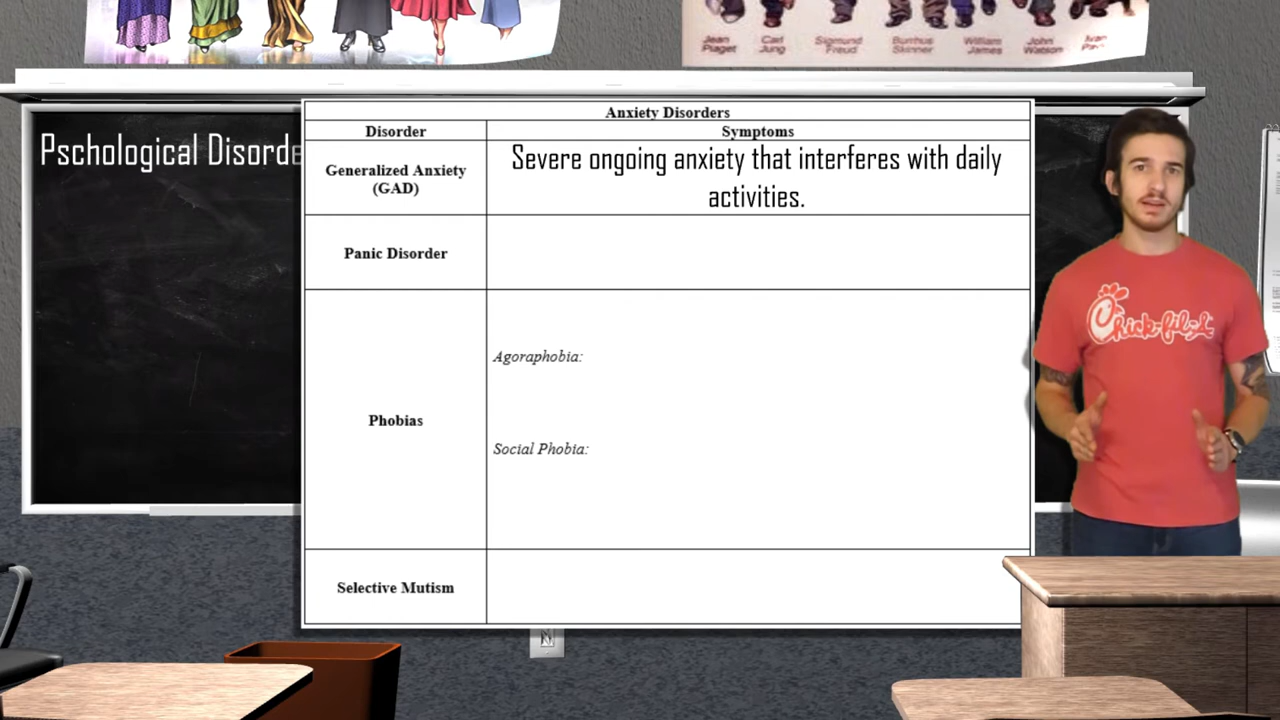 Jean Carl Sigmund Burrhus William John Ivan
Piaget Jung Freud Skinner James Watson
Pschological Disorde
Anxiety Disorders
Disorder Symptoms
Generalized Anxiety
(GAD)
Severe ongoing anxiety that interferes with daily
activities.
Panic Disorder
Phobias
Agoraphobia:
Social Phobia:
Selective Mutism
Chick-fil-A